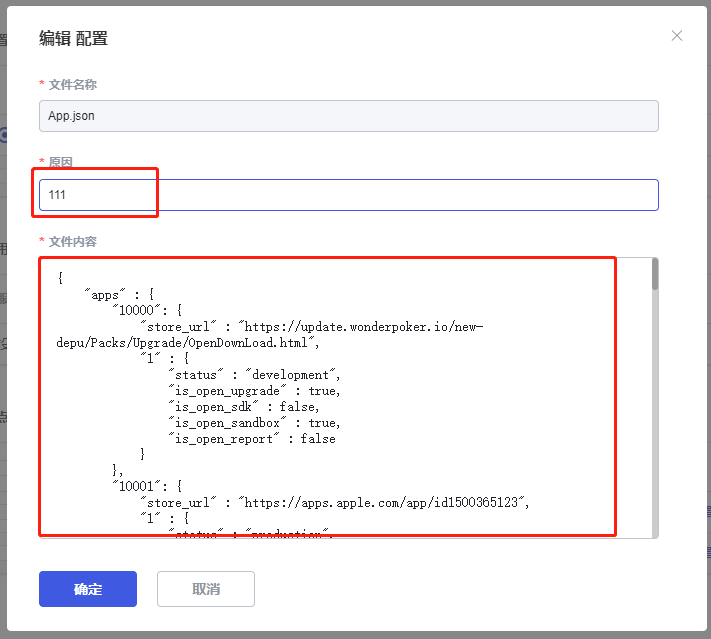 编辑 配置
* 文件名称
App.json
* 原因
111
* 文件内容
{
"apps" : {
"10000": {
"store_url" : "https://update.wonderpoker.io/new-
depu/Packs/Upgrade/OpenDownLoad.html",
"1" : {
"status" : "development",
"is_open_upgrade" : true,
"is_open_sdk" : false,
"is_open_sandbox" : true,
"is_open_report" : false
}
},
"10001": {
"store_url" : "https://apps.apple.com/app/id1500365123",
"1" : {
"status" : "production",
确定
取消